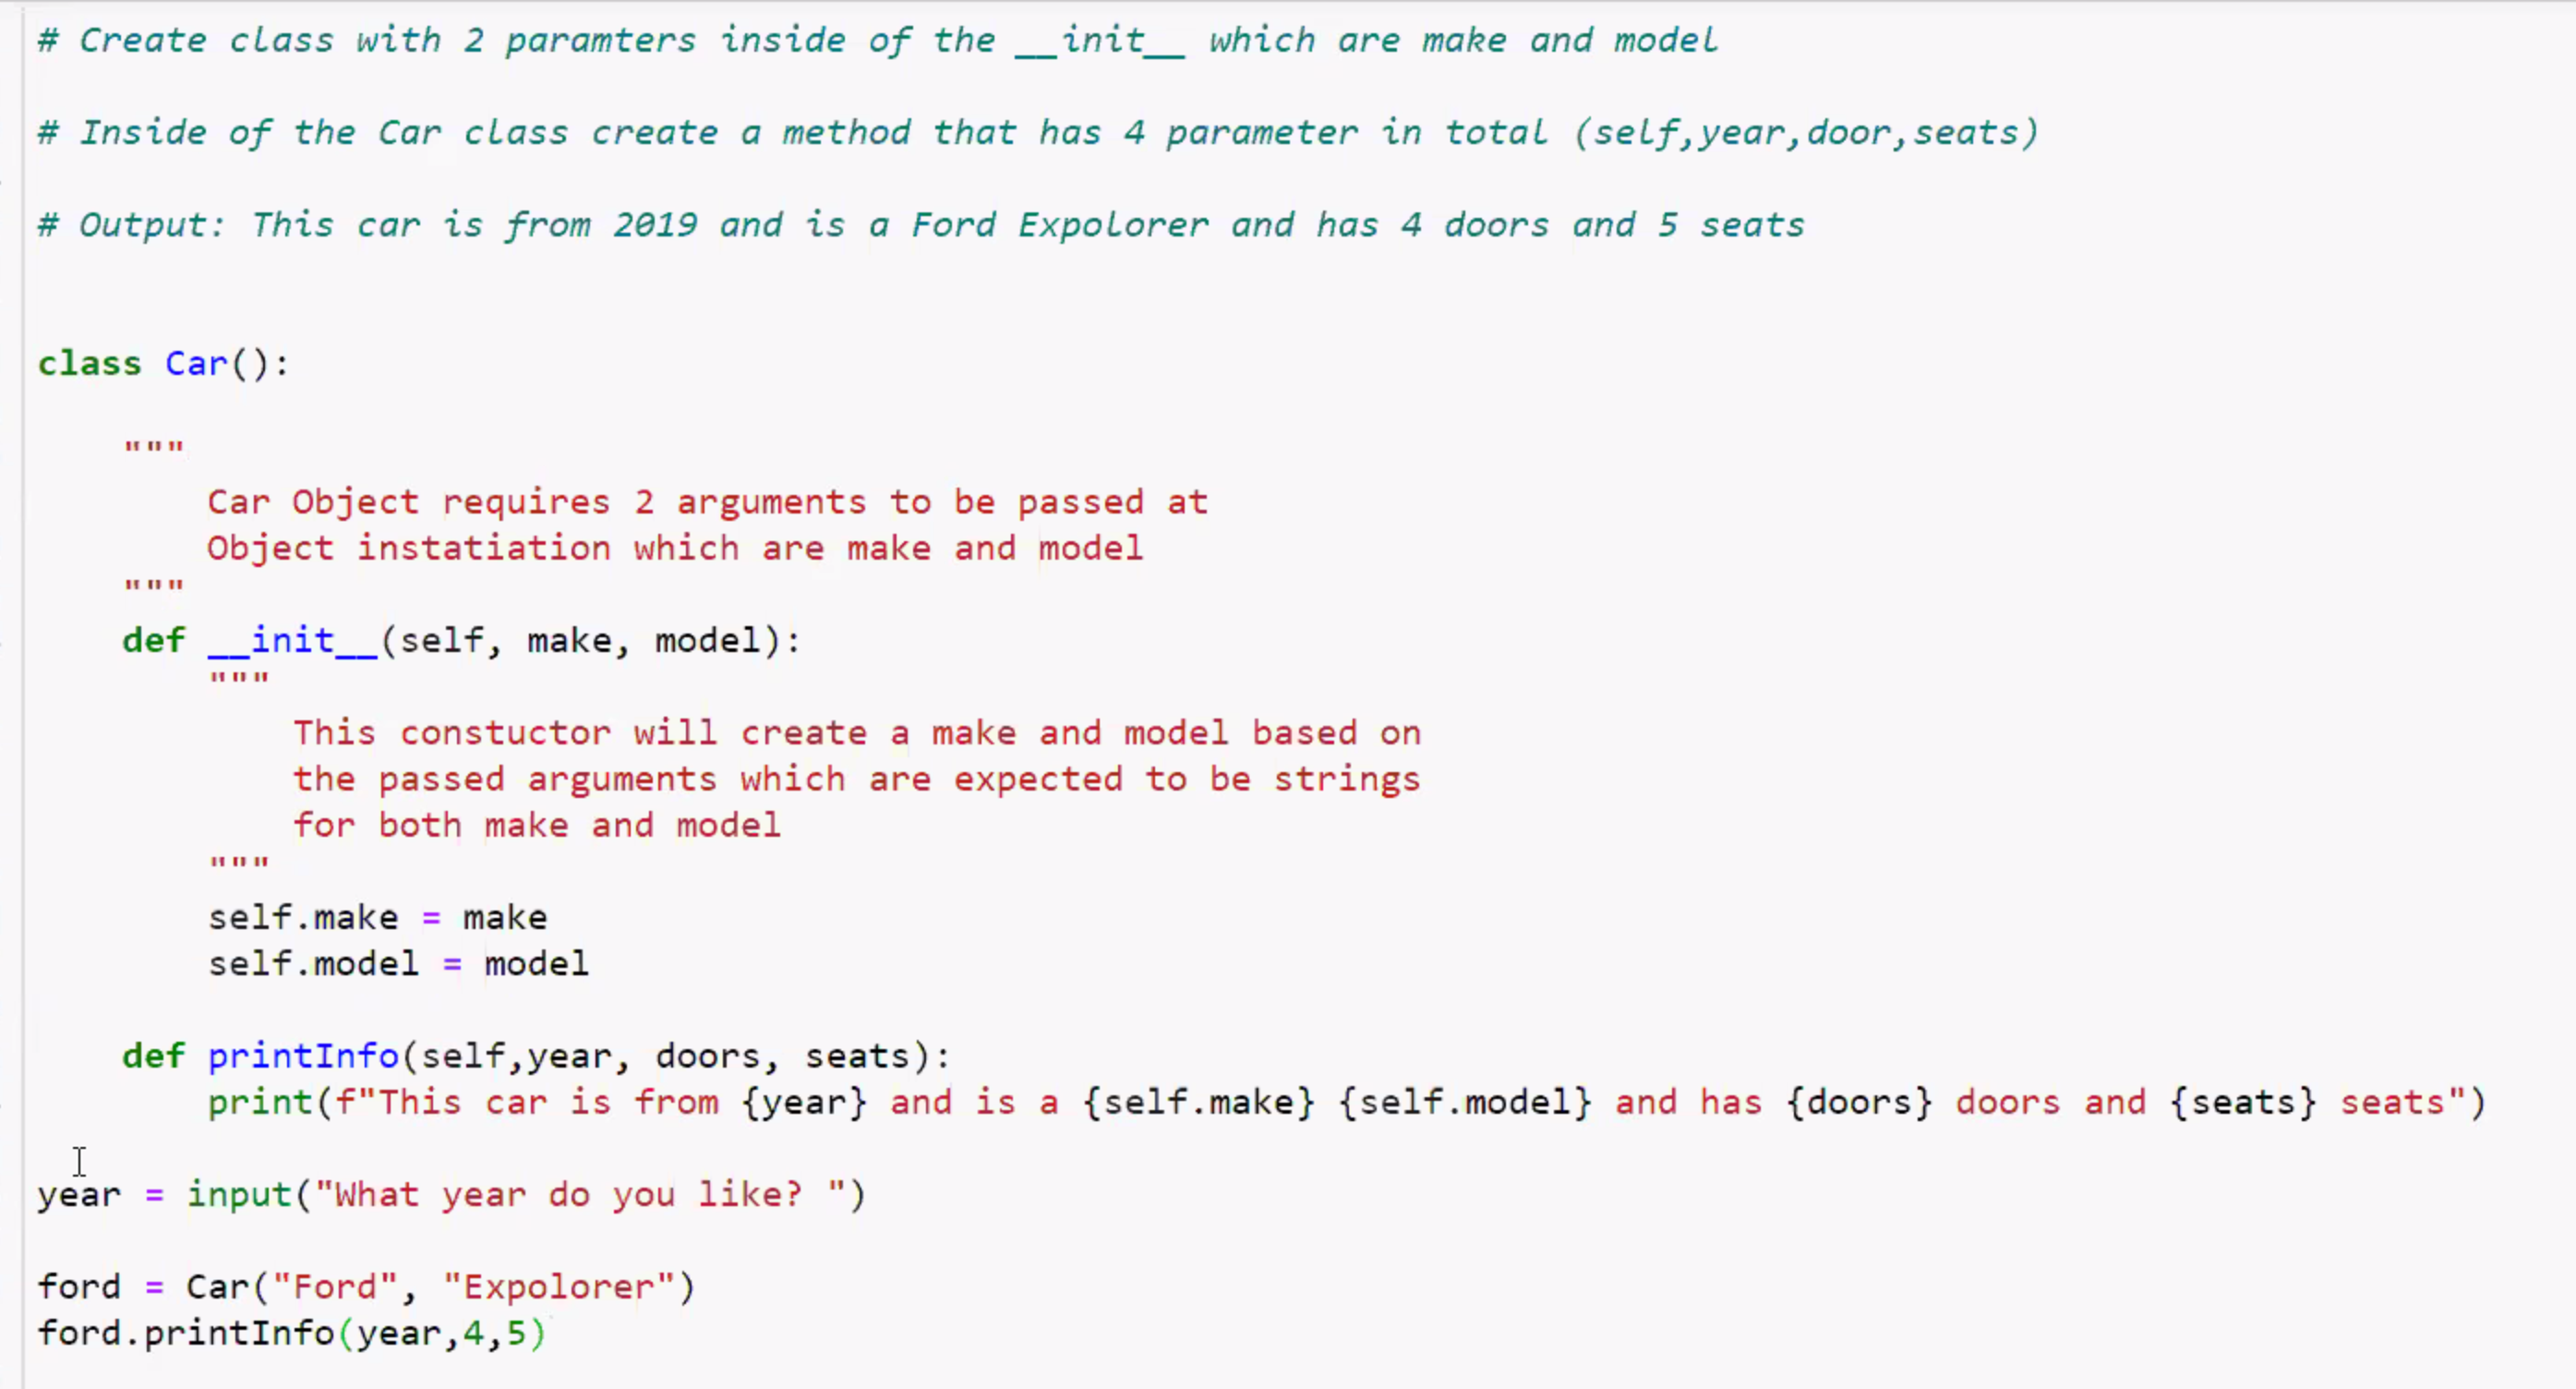 # Create class with 2 paramters inside of the __init__ which are make and model
# Inside of the Car class create a method that has 4 parameter in total (self,year,door,seats)
# Output: This car is from 2019 and is a Ford Expolorer and has 4 doors and 5 seats
class Car():
    """
        Car Object requires 2 arguments to be passed at
        Object instatiation which are make and model
    """
    def __init__(self, make, model):
        """
            This constuctor will create a make and model based on
            the passed arguments which are expected to be strings
            for both make and model
        """
        self.make = make
        self.model = model
    def printInfo(self,year, doors, seats):
        print(f"This car is from {year} and is a {self.make} {self.model} and has {doors} doors and {seats} seats")
year = input("What year do you like? ")
ford = Car("Ford", "Expolorer")
ford.printInfo(year,4,5)